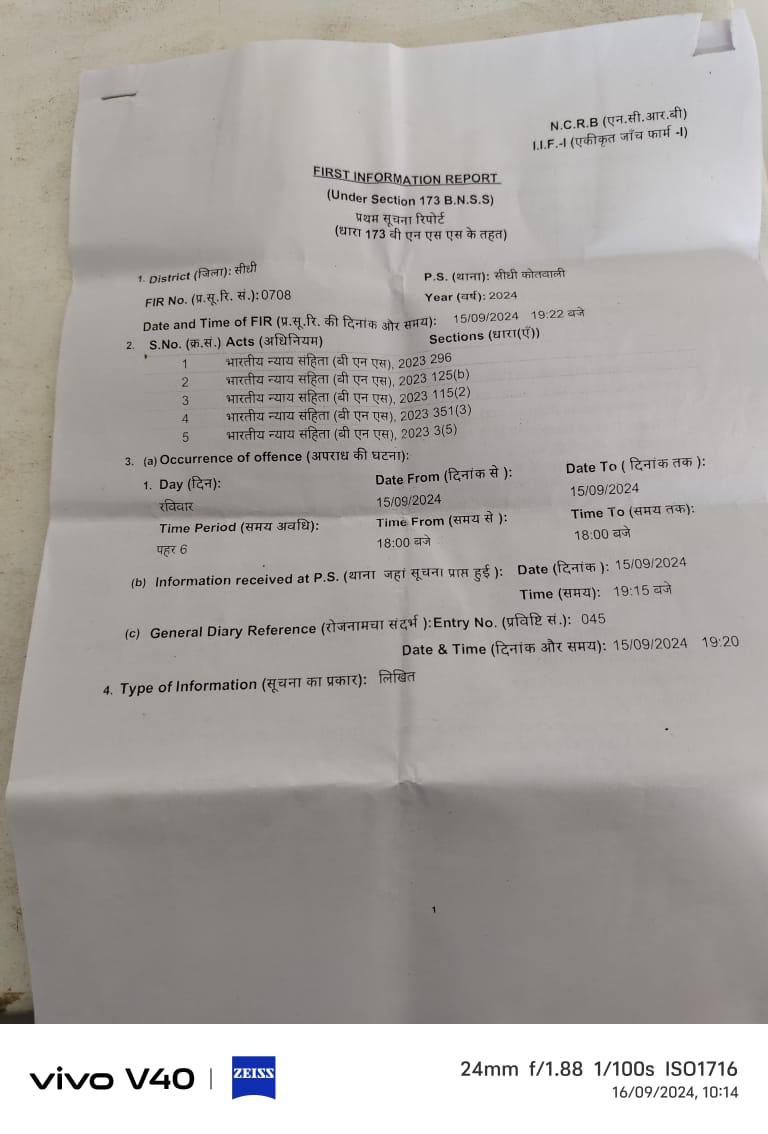 N.C.R.B (एन.सी.आर.बी)
I.I.F.-I (एकीकृत जाँच फार्म -I)
FIRST INFORMATION REPORT
(Under Section 173 B.N.S.S)
प्रथम सूचना रिपोर्ट
(धारा 173 बी एन एस एस के तहत)
1. District (जिला): सीधी P.S. (थाना): सीधी कोतवाली
FIR No. (प्र.सू.रि. सं.): 0708 Year (वर्ष): 2024
Date and Time of FIR (प्र.सू.रि. की दिनांक और समय): 15/09/2024 19:22 बजे
2. S.No. (क्र.सं.) Acts (अधिनियम) Sections (धारा(एँ))
1 भारतीय न्याय संहिता (बी एन एस), 2023 296
2 भारतीय न्याय संहिता (बी एन एस), 2023 125(b)
3 भारतीय न्याय संहिता (बी एन एस), 2023 115(2)
4 भारतीय न्याय संहिता (बी एन एस), 2023 351(3)
5 भारतीय न्याय संहिता (बी एन एस), 2023 3(5)
3. (a) Occurrence of offence (अपराध की घटना):
1. Day (दिन): Date From (दिनांक से ): Date To ( दिनांक तक ):
रविवार 15/09/2024 15/09/2024
Time Period (समय अवधि): Time From (समय से ): Time To (समय तक):
पहर 6 18:00 बजे 18:00 बजे
(b) Information received at P.S. (थाना जहां सूचना प्राप्त हुई ): Date (दिनांक ): 15/09/2024
Time (समय): 19:15 बजे
(c) General Diary Reference (रोजनामचा संदर्भ ): Entry No. (प्रविष्टि सं.): 045
Date & Time (दिनांक और समय): 15/09/2024 19:20
4. Type of Information (सूचना का प्रकार): लिखित
1
vivo V40 | ZEISS
24mm f/1.88 1/100s ISO1716
16/09/2024, 10:14